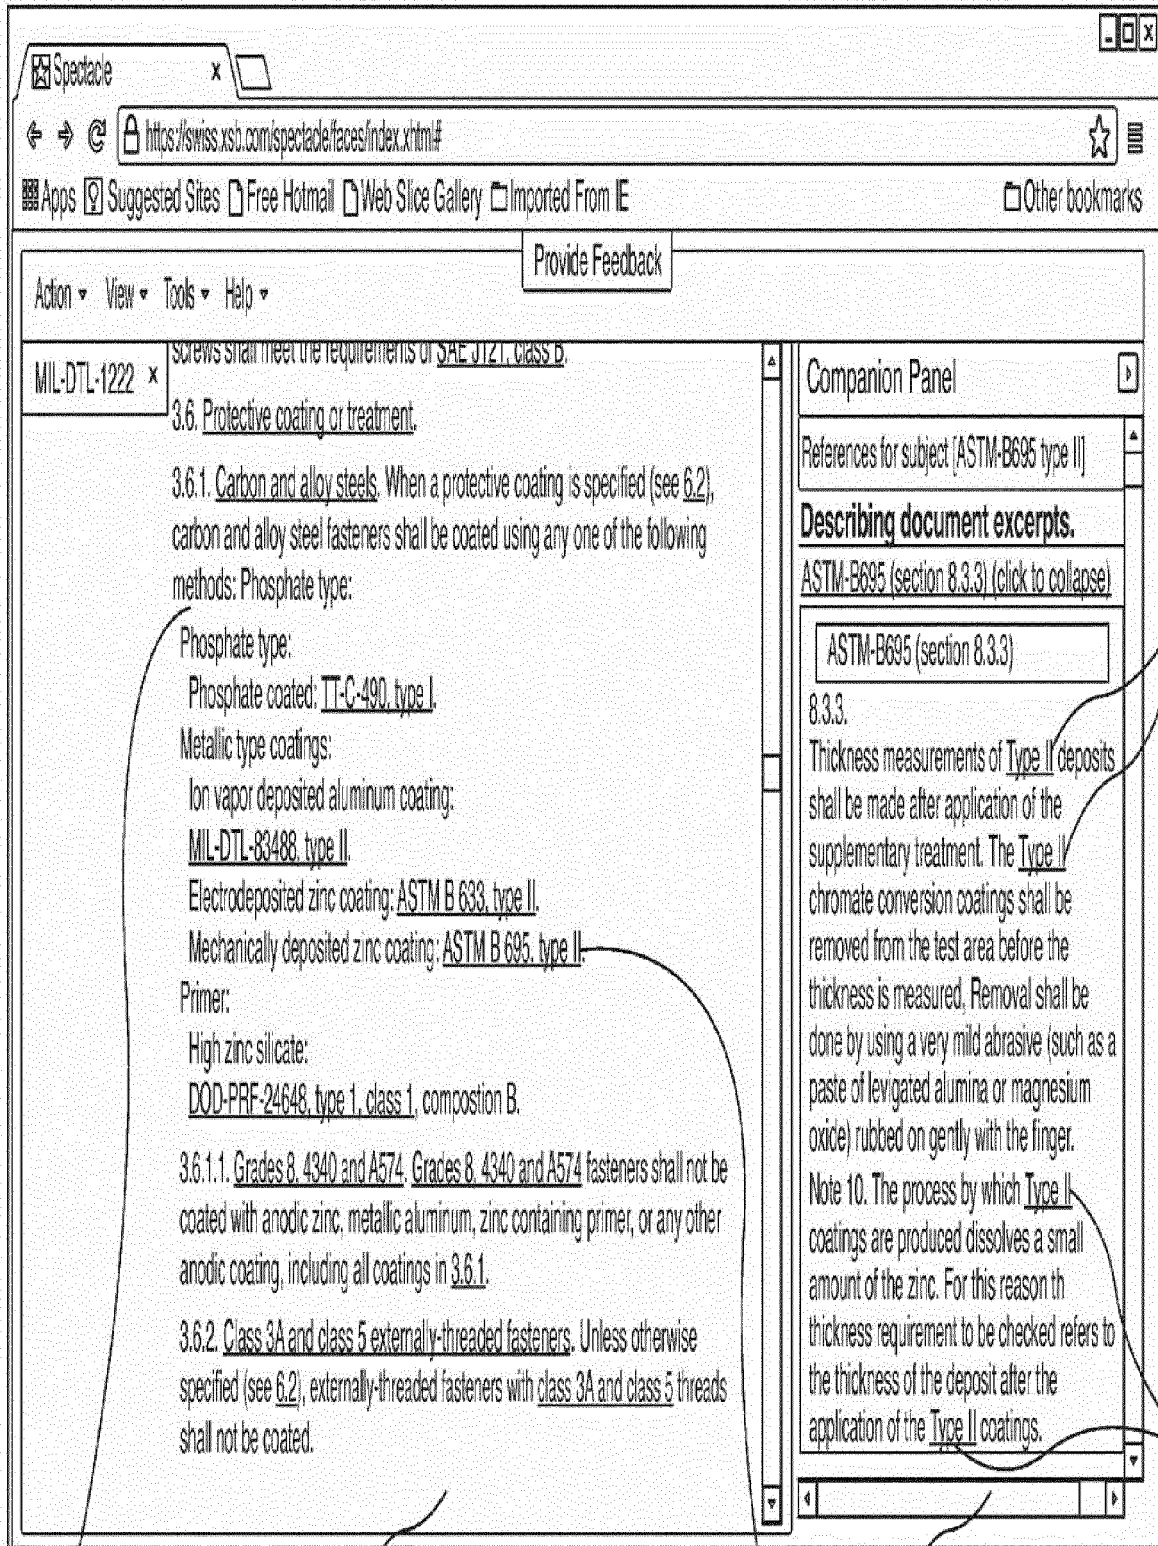 Spectacle x
https://swiss.xsb.com/spectacle/faces/index.xhtml#
Apps Suggested Sites Free Hotmail Web Slice Gallery Imported From IE Other bookmarks
Provide Feedback
Action View Tools Help
MIL-DTL-1222 x
screws shall meet the requirements of SAE J121, class B.
3.6. Protective coating or treatment.
3.6.1. Carbon and alloy steels. When a protective coating is specified (see 6.2),
carbon and alloy steel fasteners shall be coated using any one of the following
methods: Phosphate type:
Phosphate type:
Phosphate coated: TT-C-490, type I.
Metallic type coatings:
Ion vapor deposited aluminum coating:
MIL-DTL-83488, type II.
Electrodeposited zinc coating: ASTM B 633, type II.
Mechanically deposited zinc coating: ASTM B 695, type II.
Primer:
High zinc silicate:
DOD-PRF-24648, type 1, class 1, compostion B.
3.6.1.1. Grades 8, 4340 and A574. Grades 8, 4340 and A574 fasteners shall not be
coated with anodic zinc, metallic aluminum, zinc containing primer, or any other
anodic coating, including all coatings in 3.6.1.
3.6.2. Class 3A and class 5 externally-threaded fasteners. Unless otherwise
specified (see 6.2), externally-threaded fasteners with class 3A and class 5 threads
shall not be coated.
Companion Panel
References for subject [ASTM-B695 type II]
Describing document excerpts.
ASTM-B695 (section 8.3.3) (click to collapse)
ASTM-B695 (section 8.3.3)
8.3.3.
Thickness measurements of Type II deposits
shall be made after application of the
supplementary treatment. The Type II
chromate conversion coatings shall be
removed from the test area before the
thickness is measured, Removal shall be
done by using a very mild abrasive (such as a
paste of levigated alumina or magnesium
oxide) rubbed on gently with the finger.
Note 10. The process by which Type II
coatings are produced dissolves a small
amount of the zinc. For this reason th
thickness requirement to be checked refers to
the thickness of the deposit after the
application of the Type II coatings.